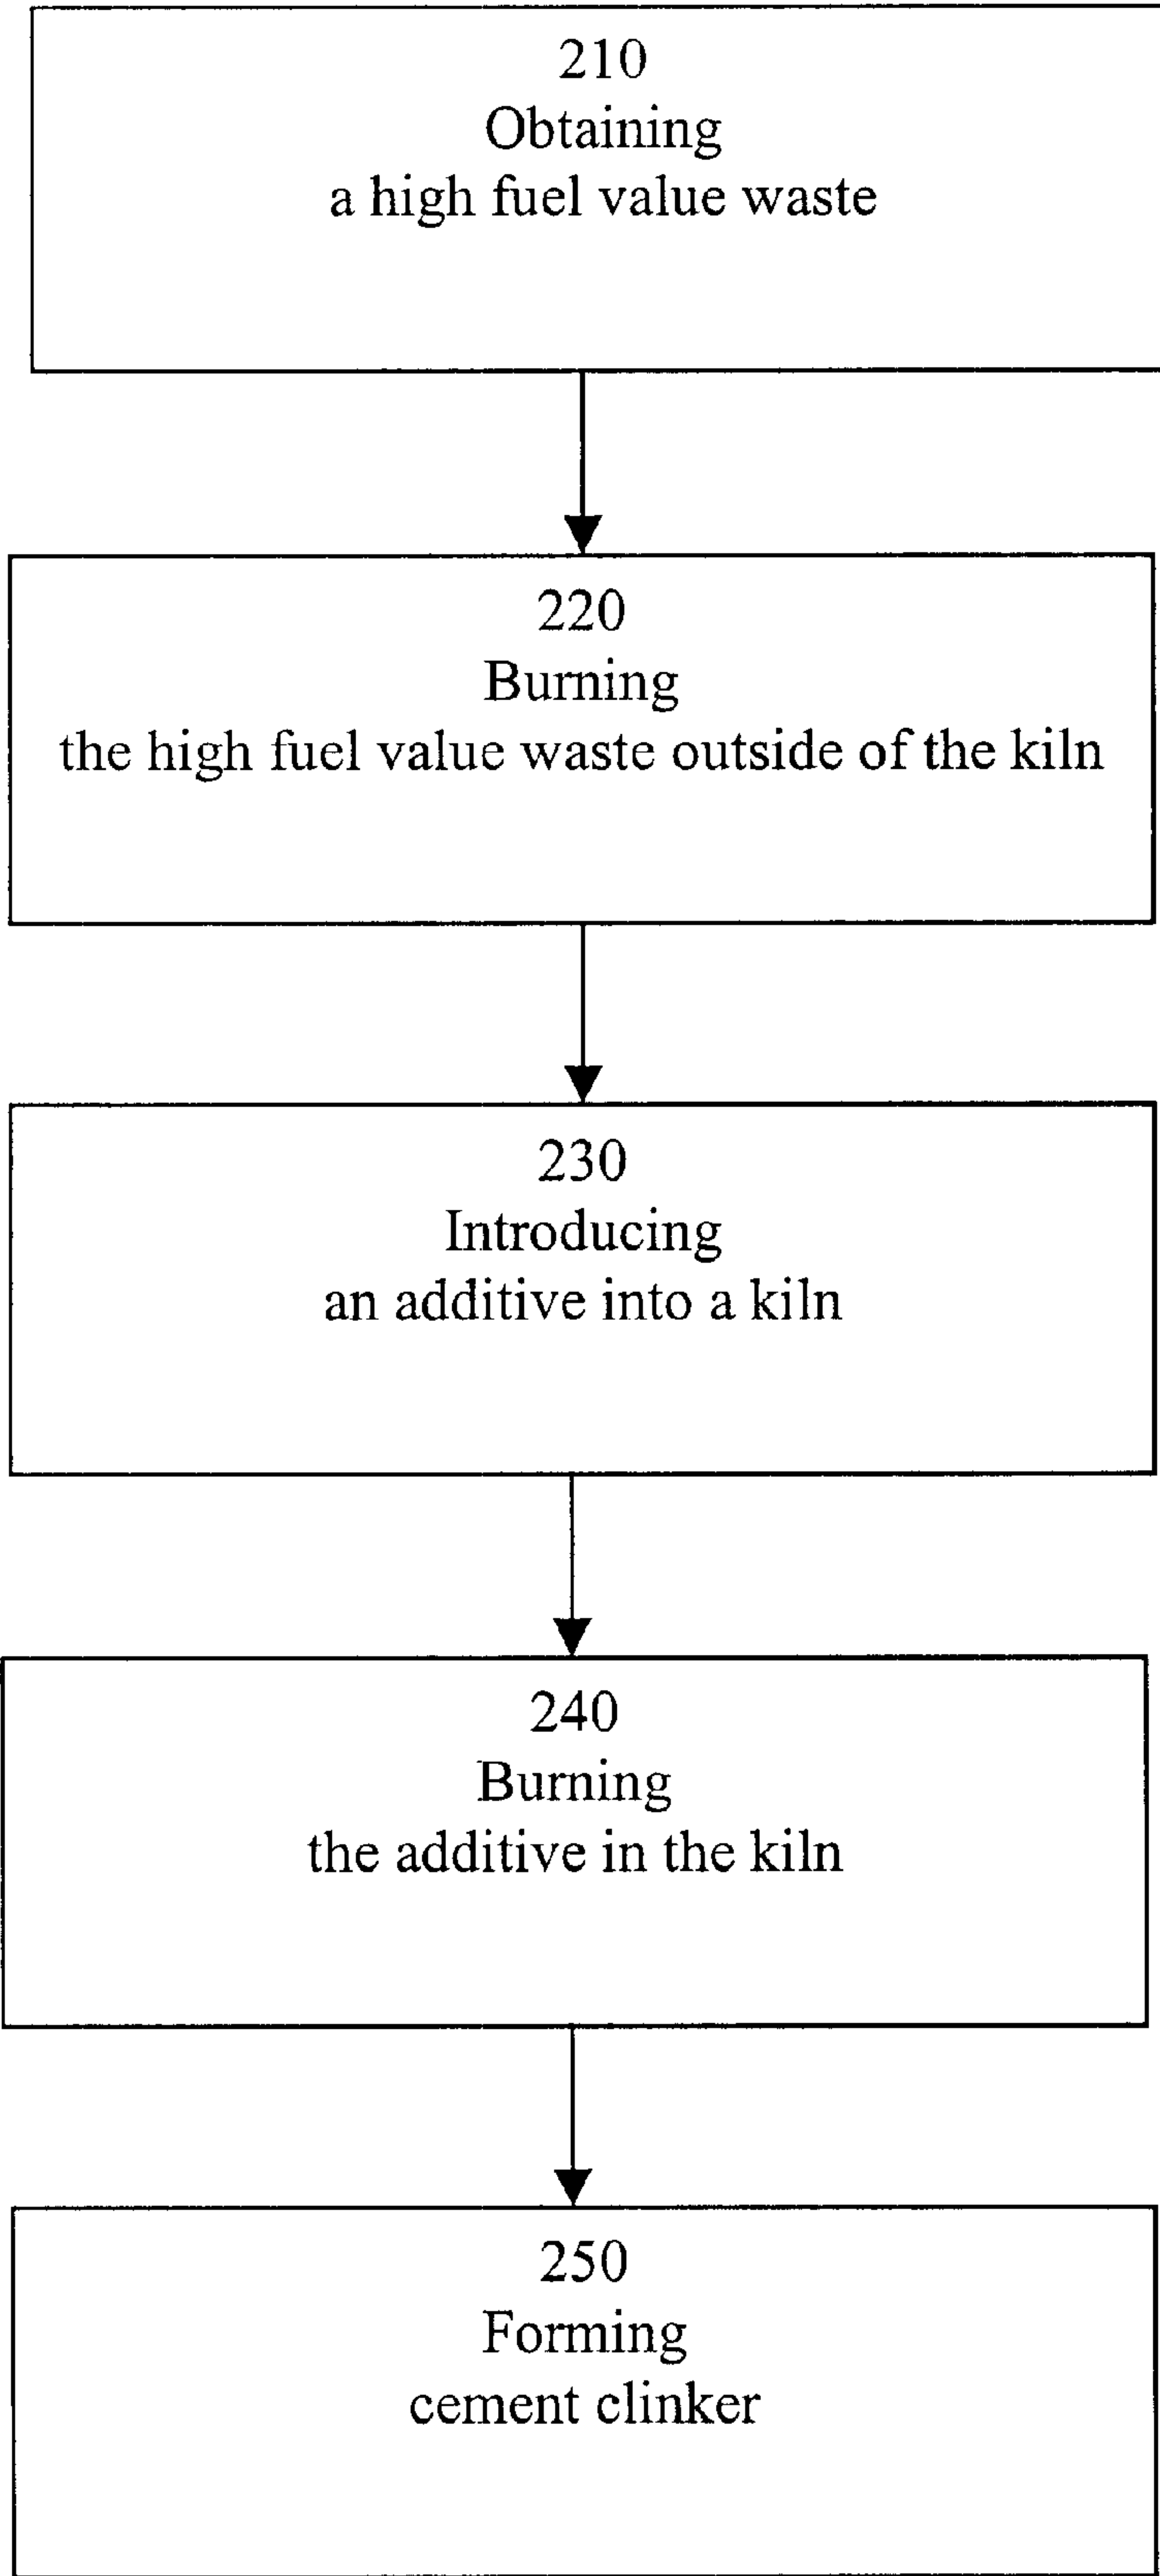 210
Obtaining
a high fuel value waste
220
Burning
the high fuel value waste outside of the kiln
230
Introducing
an additive into a kiln
240
Burning
the additive in the kiln
250
Forming
cement clinker